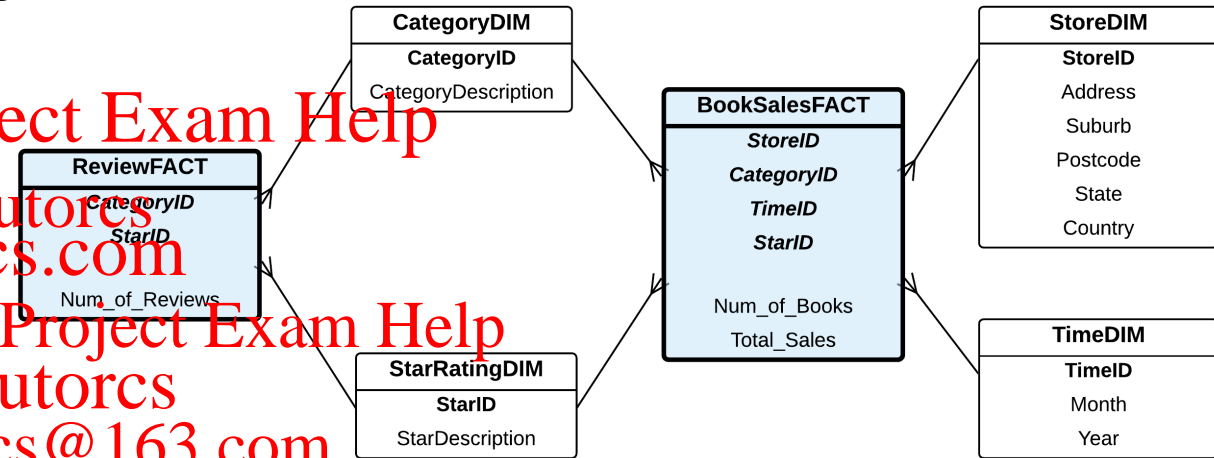 CategoryDIM
CategoryID
CategoryDescription
StoreDIM
StoreID
Address
Suburb
Postcode
State
Country
BookSalesFACT
StoreID
CategoryID
TimeID
StarID
Num_of_Books
Total_Sales
ect Exam Help
ReviewFACT
CategoryID
utorcs
StarID
cs.com
Num_of_Reviews
Project Exam Help
utorcs
cs@163.com
StarRatingDIM
StarID
StarDescription
TimeDIM
TimeID
Month
Year